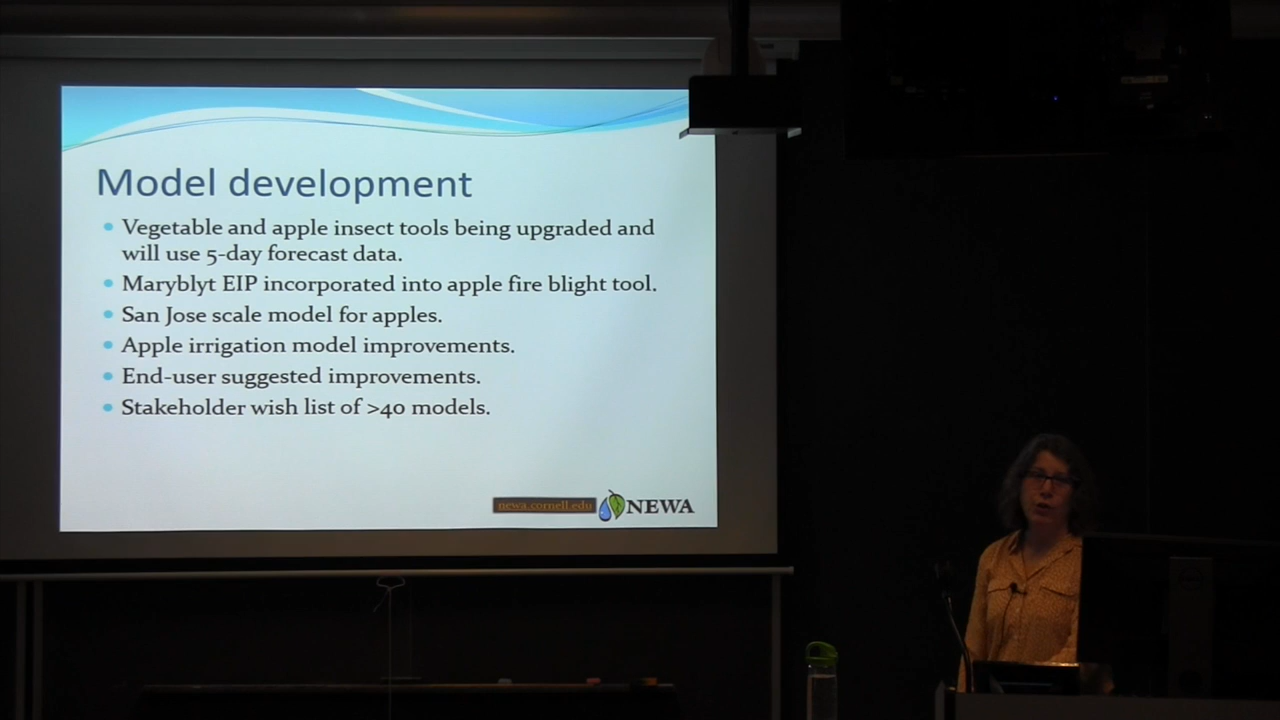 Model development
Vegetable and apple insect tools being upgraded and
will use 5-day forecast data.
Maryblyt EIP incorporated into apple fire blight tool.
San Jose scale model for apples.
Apple irrigation model improvements.
End-user suggested improvements.
Stakeholder wish list of >40 models.
newa.cornell.edu NEWA